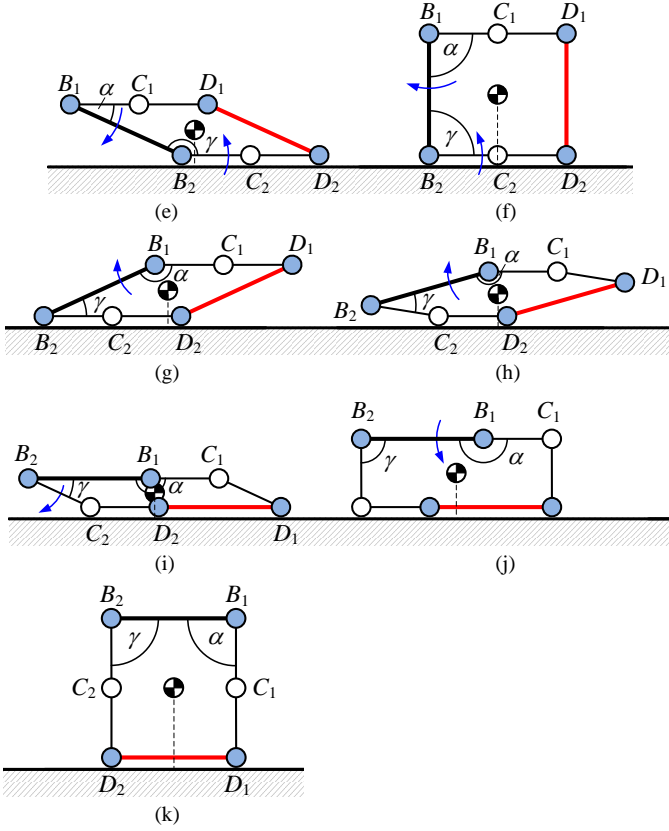 B₁ α C₁ D₁
γ
B₂ C₂ D₂
(e)
B₁ C₁ D₁
α
γ
B₂ C₂ D₂
(f)
B₁ C₁ D₁
α
γ
B₂ C₂ D₂
(g)
B₁ α C₁
D₁
γ
B₂
C₂ D₂
(h)
B₂ B₁ C₁
γ α
C₂ D₂ D₁
(i)
B₂ B₁ C₁
γ α
(j)
B₂ B₁
γ α
C₂ C₁
D₂ D₁
(k)